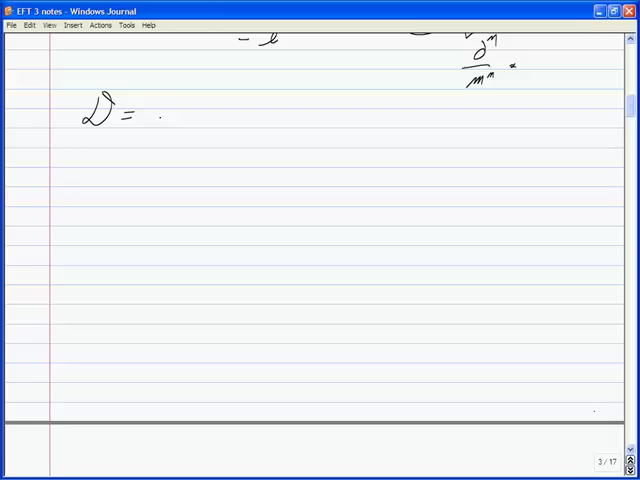 EFT 3 notes - Windows Journal
File Edit View Insert Actions Tools Help
- l
∂^n
m^n
𝒟 = .
3 / 17